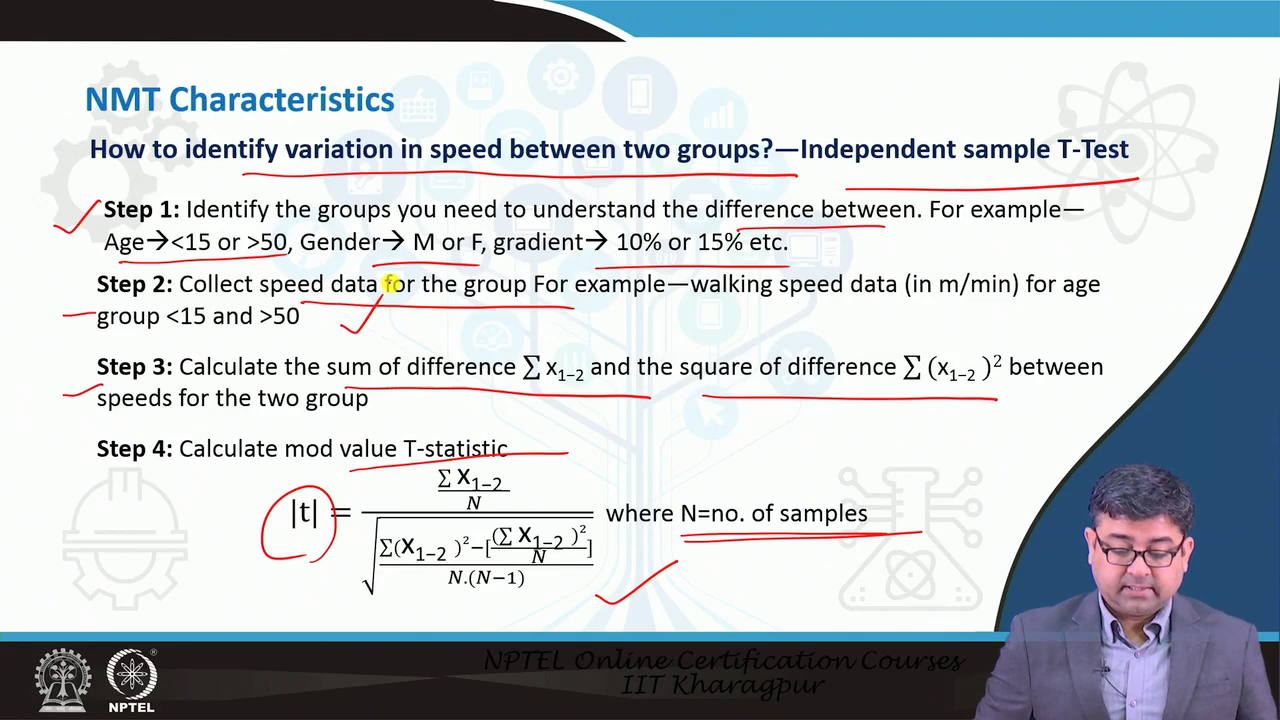 NMT Characteristics
How to identify variation in speed between two groups?—Independent sample T-Test
Step 1: Identify the groups you need to understand the difference between. For example—
Age→<15 or >50, Gender→ M or F, gradient→ 10% or 15% etc.
Step 2: Collect speed data for the group For example—walking speed data (in m/min) for age
group <15 and >50
Step 3: Calculate the sum of difference ∑ x₁₋₂ and the square of difference ∑ (x₁₋₂ )² between
speeds for the two group
Step 4: Calculate mod value T-statistic
|t| = (∑ X₁₋₂ / N) / √((∑(X₁₋₂ )² − [(∑ X₁₋₂ )² / N]) / N.(N−1)) where N=no. of samples
NPTEL Online Certification Courses
IIT Kharagpur
NPTEL